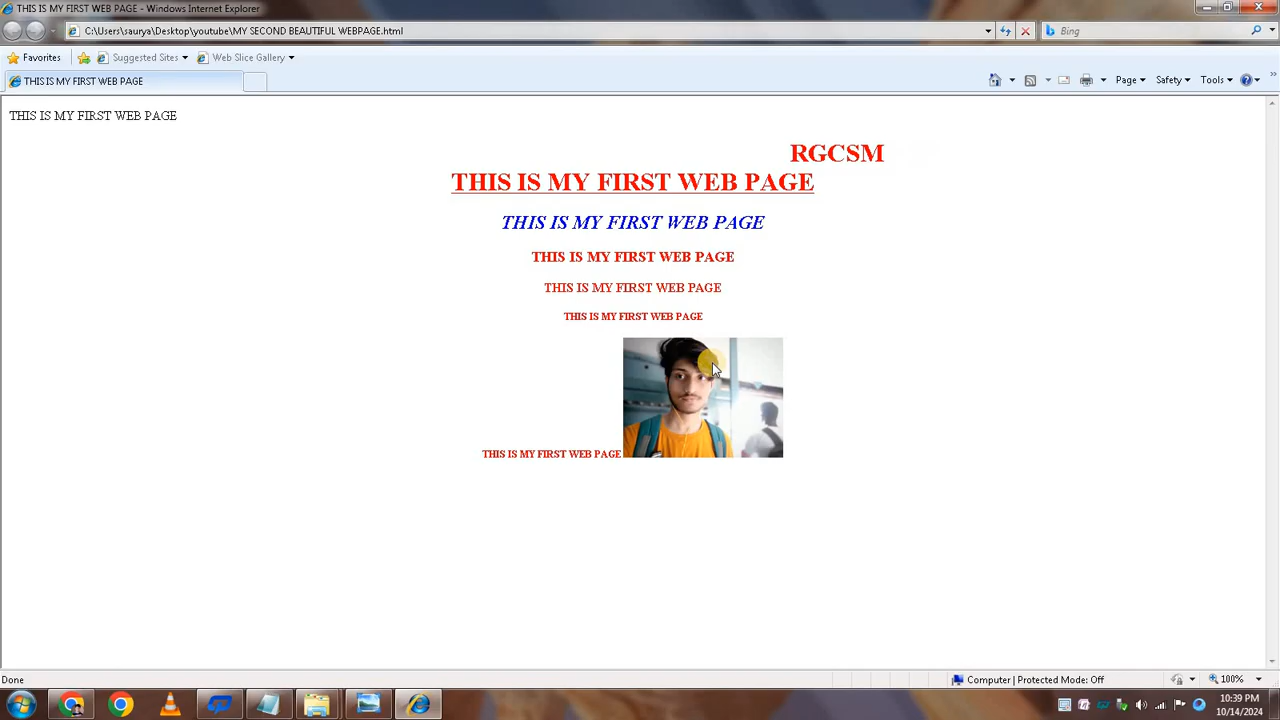 THIS IS MY FIRST WEB PAGE - Windows Internet Explorer
C:\Users\saurya\Desktop\youtube\MY SECOND BEAUTIFUL WEBPAGE.html
Bing
Favorites
Suggested Sites
Web Slice Gallery
THIS IS MY FIRST WEB PAGE
Page
Safety
Tools
THIS IS MY FIRST WEB PAGE
RGCSM
THIS IS MY FIRST WEB PAGE
THIS IS MY FIRST WEB PAGE
THIS IS MY FIRST WEB PAGE
THIS IS MY FIRST WEB PAGE
THIS IS MY FIRST WEB PAGE
THIS IS MY FIRST WEB PAGE
Done
Computer | Protected Mode: Off
100%
10:39 PM
10/14/2024